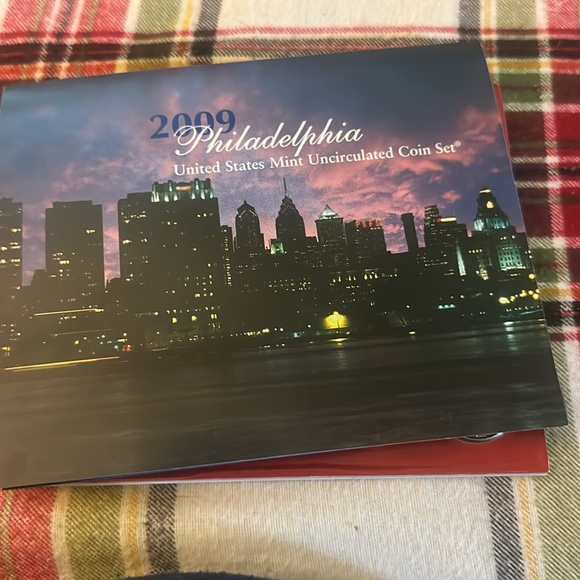 2009
Philadelphia
United States Mint Uncirculated Coin Set®